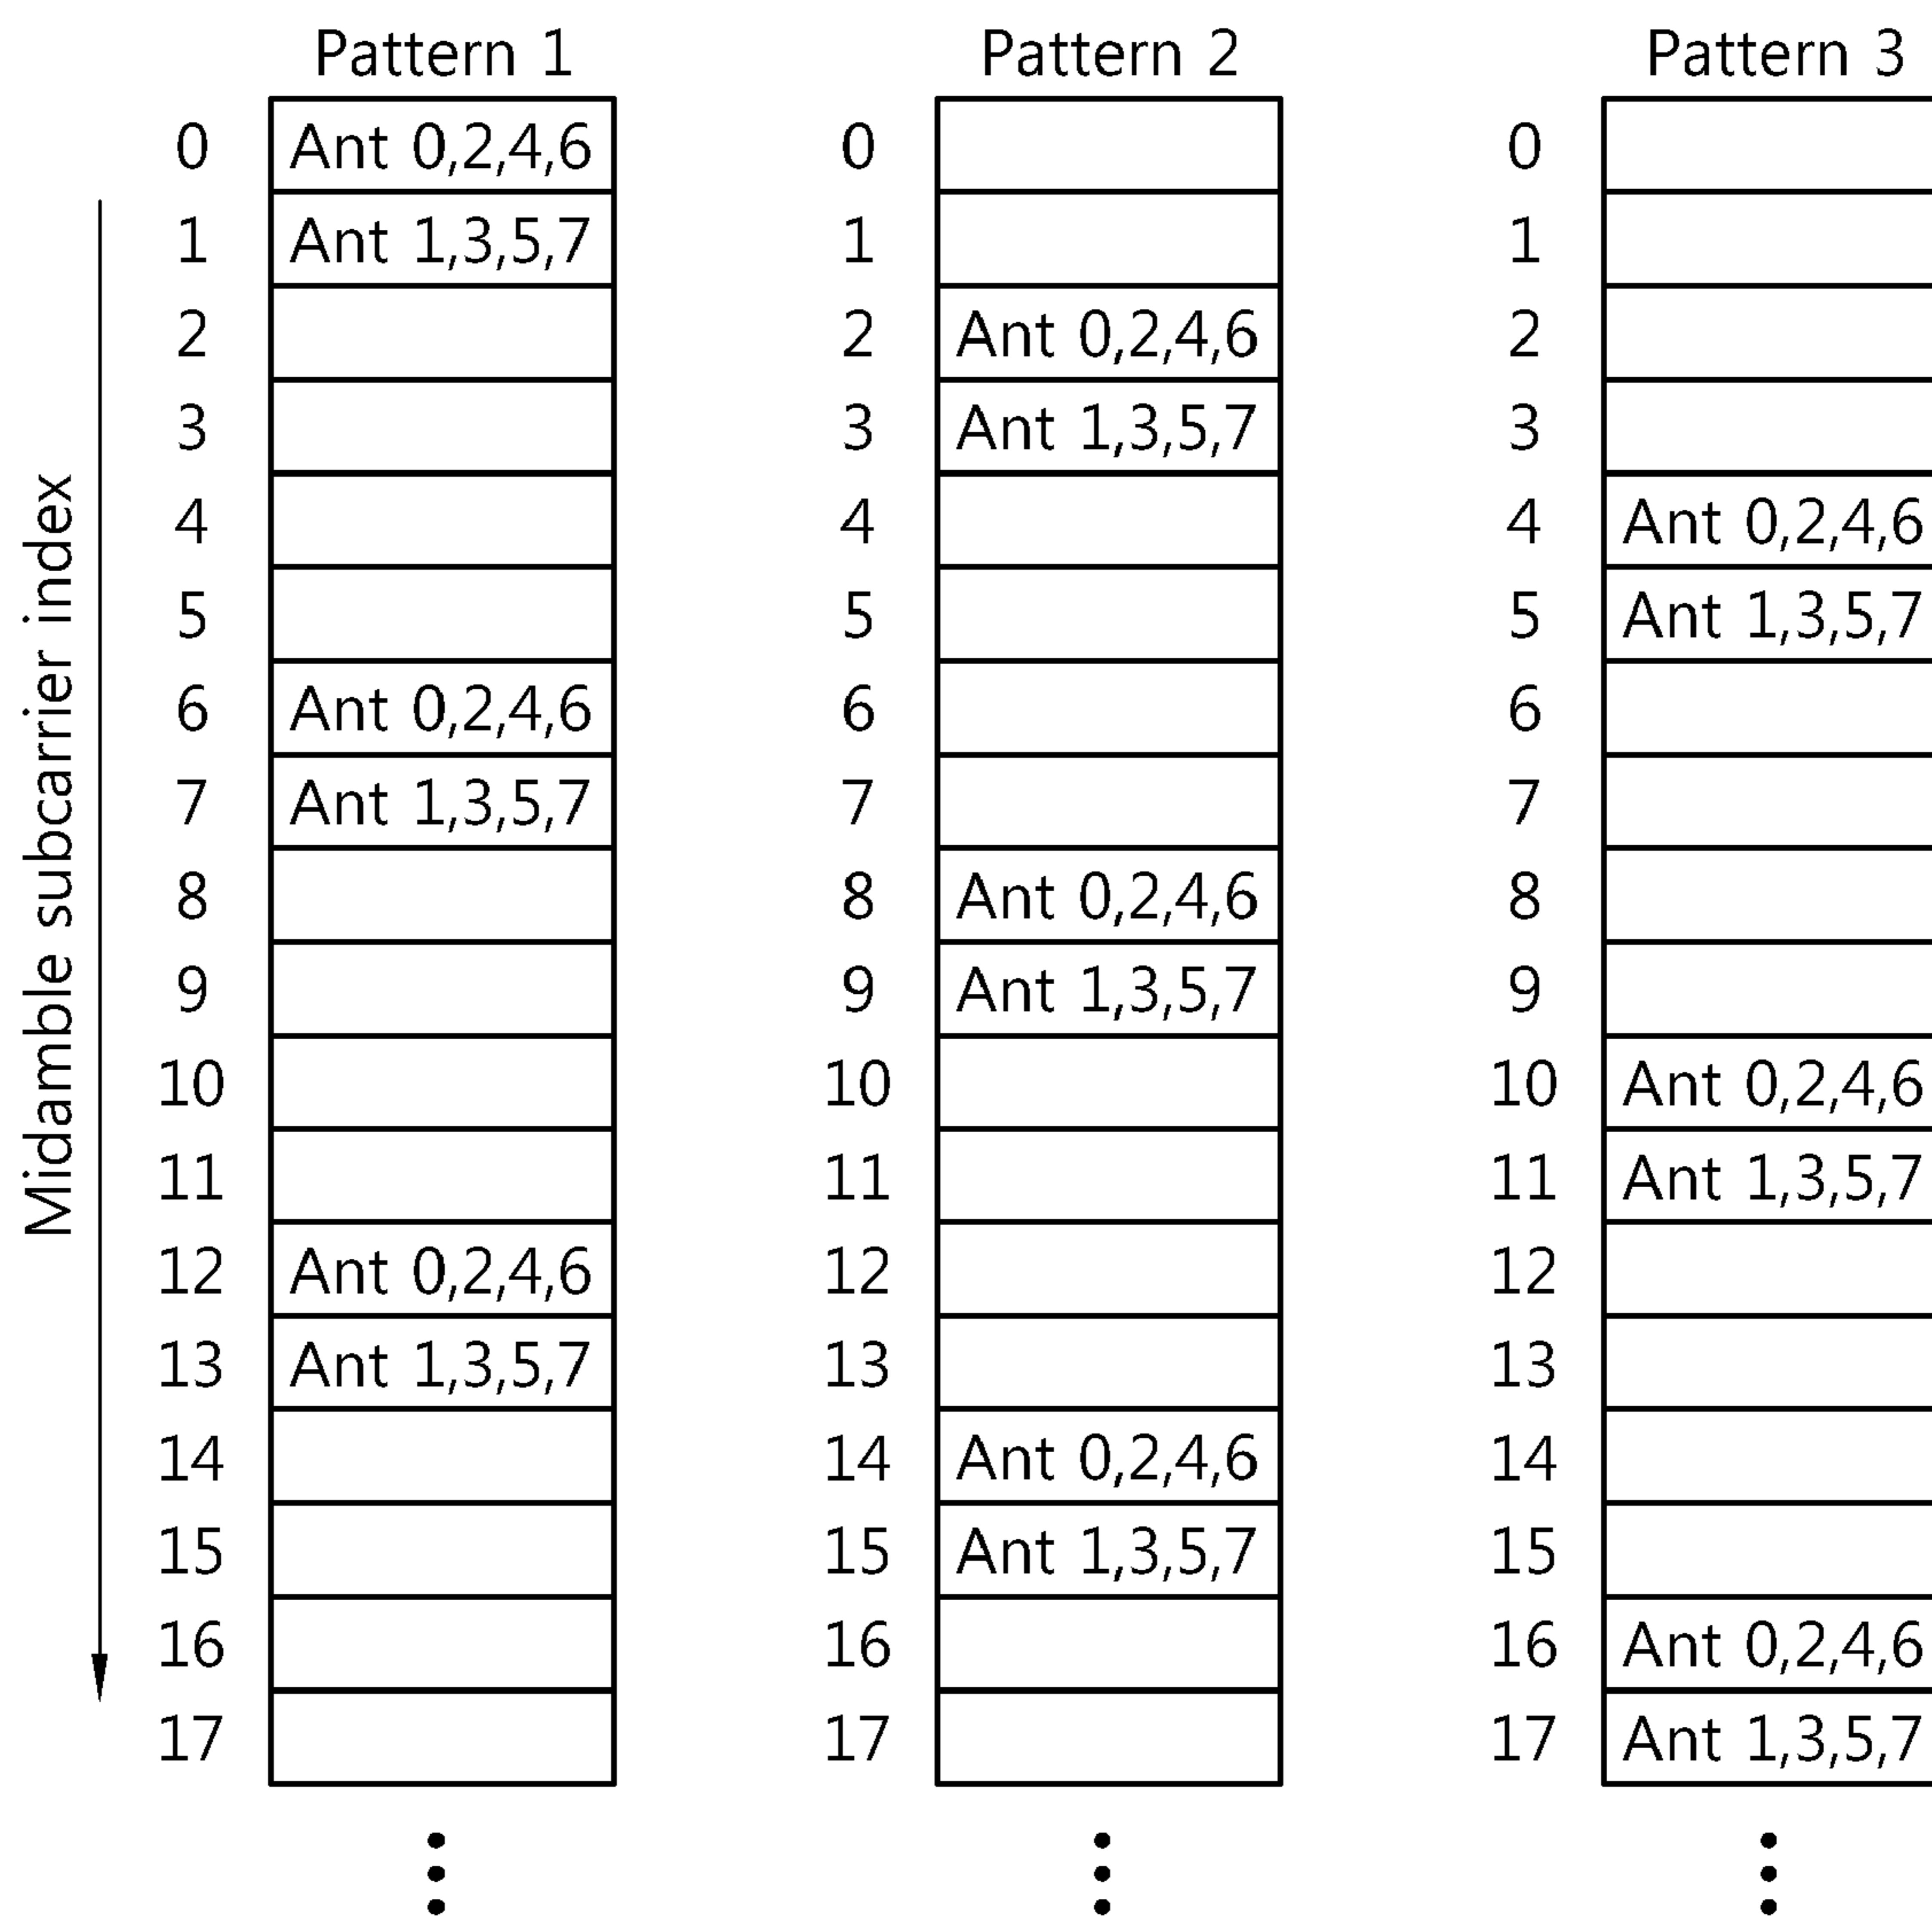 Pattern 1 Pattern 2 Pattern 3
Midamble subcarrier index
0 Ant 0,2,4,6 0 0
1 Ant 1,3,5,7 1 1
2 2 Ant 0,2,4,6 2
3 3 Ant 1,3,5,7 3
4 4 4 Ant 0,2,4,6
5 5 5 Ant 1,3,5,7
6 Ant 0,2,4,6 6 6
7 Ant 1,3,5,7 7 7
8 8 Ant 0,2,4,6 8
9 9 Ant 1,3,5,7 9
10 10 10 Ant 0,2,4,6
11 11 11 Ant 1,3,5,7
12 Ant 0,2,4,6 12 12
13 Ant 1,3,5,7 13 13
14 14 Ant 0,2,4,6 14
15 15 Ant 1,3,5,7 15
16 16 16 Ant 0,2,4,6
17 17 17 Ant 1,3,5,7